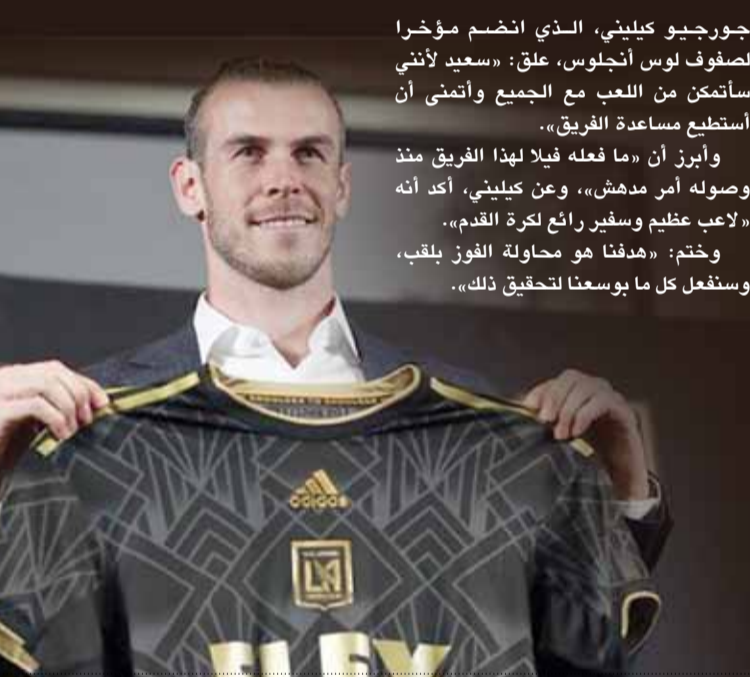 جورجيو كيليني، الذي انضم مؤخرا
لصفوف لوس أنجلوس، علق: «سعيد لأنني
سأتمكن من اللعب مع الجميع وأتمنى أن
أستطيع مساعدة الفريق».
وأبرز أن «ما فعله فيلا لهذا الفريق منذ
وصوله أمر مدهش»، وعن كيليني، أكد أنه
«لاعب عظيم وسفير رائع لكرة القدم».
وختم: «هدفنا هو محاولة الفوز بلقب،
وسنفعل كل ما بوسعنا لتحقيق ذلك».
adidas
LA
FLEX